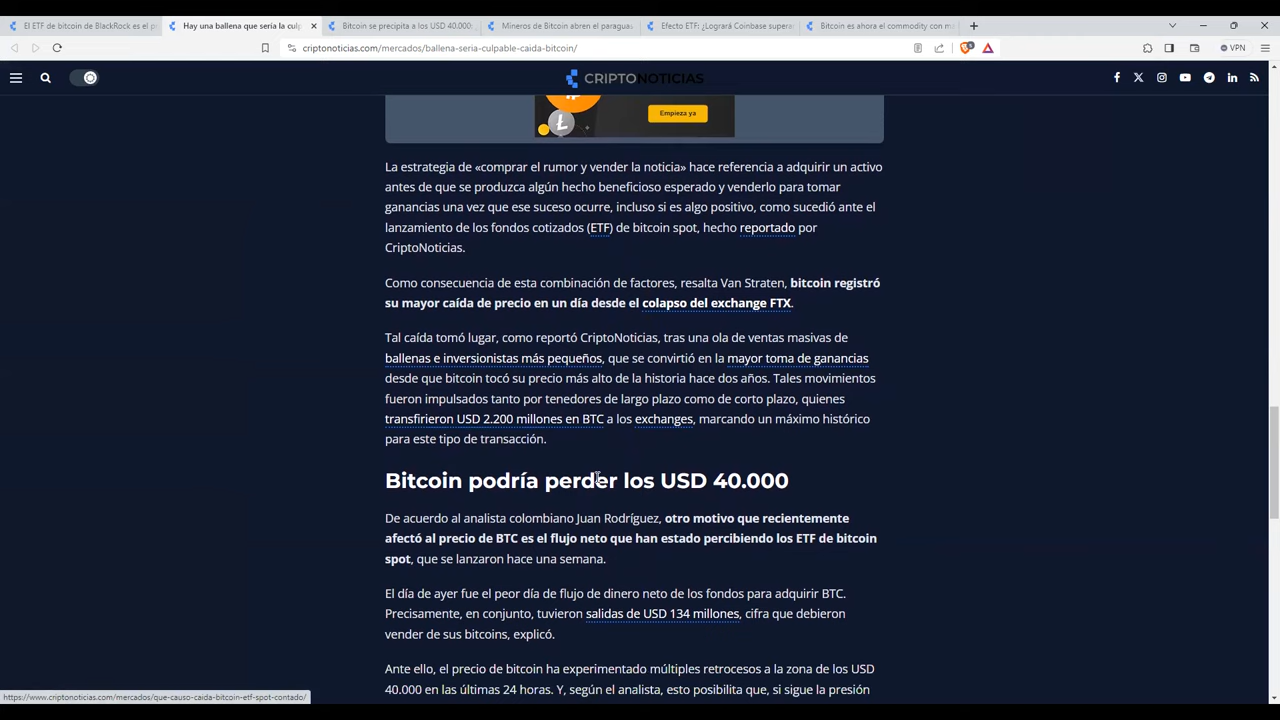 El ETF de bitcoin de BlackRock es el p
Hay una ballena que sería la culp
Bitcoin se precipita a los USD 40.000:
Mineros de Bitcoin abren el paraguas
Efecto ETF: ¿Logrará Coinbase supera
Bitcoin es ahora el commodity con m
criptonoticias.com/mercados/ballena-seria-culpable-caida-bitcoin/
VPN
CRIPTONOTICIAS
Empieza ya
La estrategia de «comprar el rumor y vender la noticia» hace referencia a adquirir un activo
antes de que se produzca algún hecho beneficioso esperado y venderlo para tomar
ganancias una vez que ese suceso ocurre, incluso si es algo positivo, como sucedió ante el
lanzamiento de los fondos cotizados (ETF) de bitcoin spot, hecho reportado por
CriptoNoticias.
Como consecuencia de esta combinación de factores, resalta Van Straten, bitcoin registró
su mayor caída de precio en un día desde el colapso del exchange FTX.
Tal caída tomó lugar, como reportó CriptoNoticias, tras una ola de ventas masivas de
ballenas e inversionistas más pequeños, que se convirtió en la mayor toma de ganancias
desde que bitcoin tocó su precio más alto de la historia hace dos años. Tales movimientos
fueron impulsados tanto por tenedores de largo plazo como de corto plazo, quienes
transfirieron USD 2.200 millones en BTC a los exchanges, marcando un máximo histórico
para este tipo de transacción.
Bitcoin podría perder los USD 40.000
De acuerdo al analista colombiano Juan Rodríguez, otro motivo que recientemente
afectó al precio de BTC es el flujo neto que han estado percibiendo los ETF de bitcoin
spot, que se lanzaron hace una semana.
El día de ayer fue el peor día de flujo de dinero neto de los fondos para adquirir BTC.
Precisamente, en conjunto, tuvieron salidas de USD 134 millones, cifra que debieron
vender de sus bitcoins, explicó.
Ante ello, el precio de bitcoin ha experimentado múltiples retrocesos a la zona de los USD
40.000 en las últimas 24 horas. Y, según el analista, esto posibilita que, si sigue la presión
https://www.criptonoticias.com/mercados/que-causo-caida-bitcoin-etf-spot-contado/